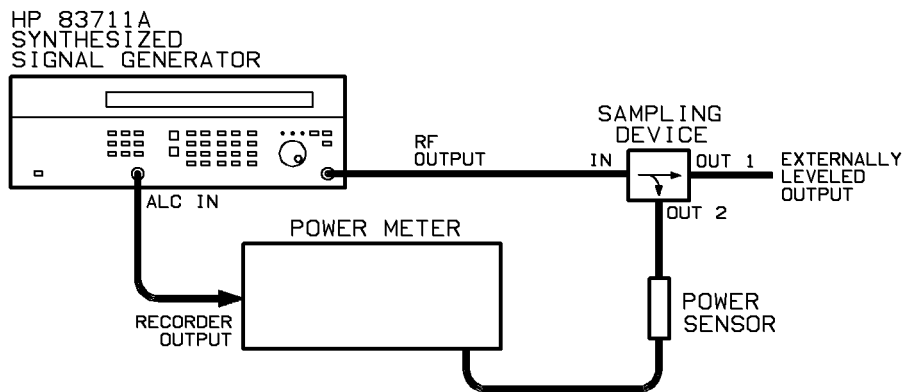 HP 83711A
SYNTHESIZED
SIGNAL GENERATOR
SAMPLING
DEVICE
RF
OUTPUT
IN
OUT 1
EXTERNALLY
LEVELED
OUTPUT
ALC IN
OUT 2
POWER METER
RECORDER
OUTPUT
POWER
SENSOR